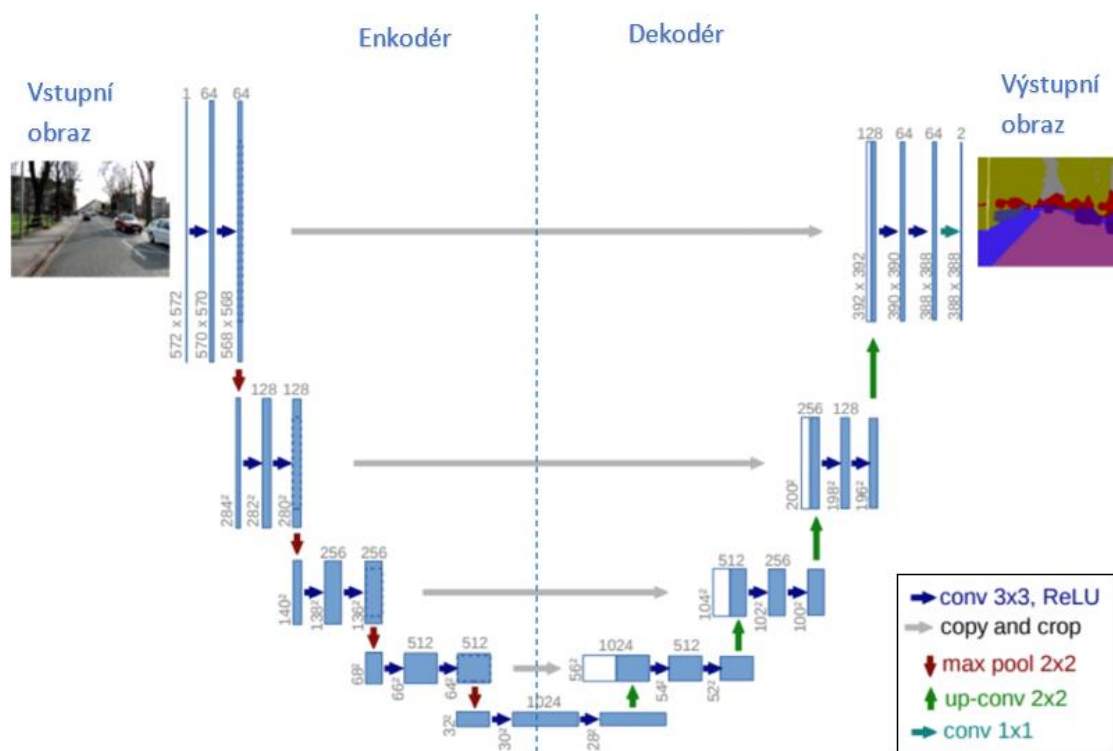 Enkodér
Dekodér
Vstupní
obraz
Výstupní
obraz
1 64 64
572 x 572
570 x 570
568 x 568
128 64 64 2
392 x 392
390 x 390
388 x 388
388 x 388
128 128
284²
282²
280²
256 128
200²
198²
196²
256 256
140²
138²
136²
512 256
104²
102²
100²
512 512
68²
66²
64²
1024 512
56²
54²
52²
1024
32²
30²
28²
conv 3x3, ReLU
copy and crop
max pool 2x2
up-conv 2x2
conv 1x1